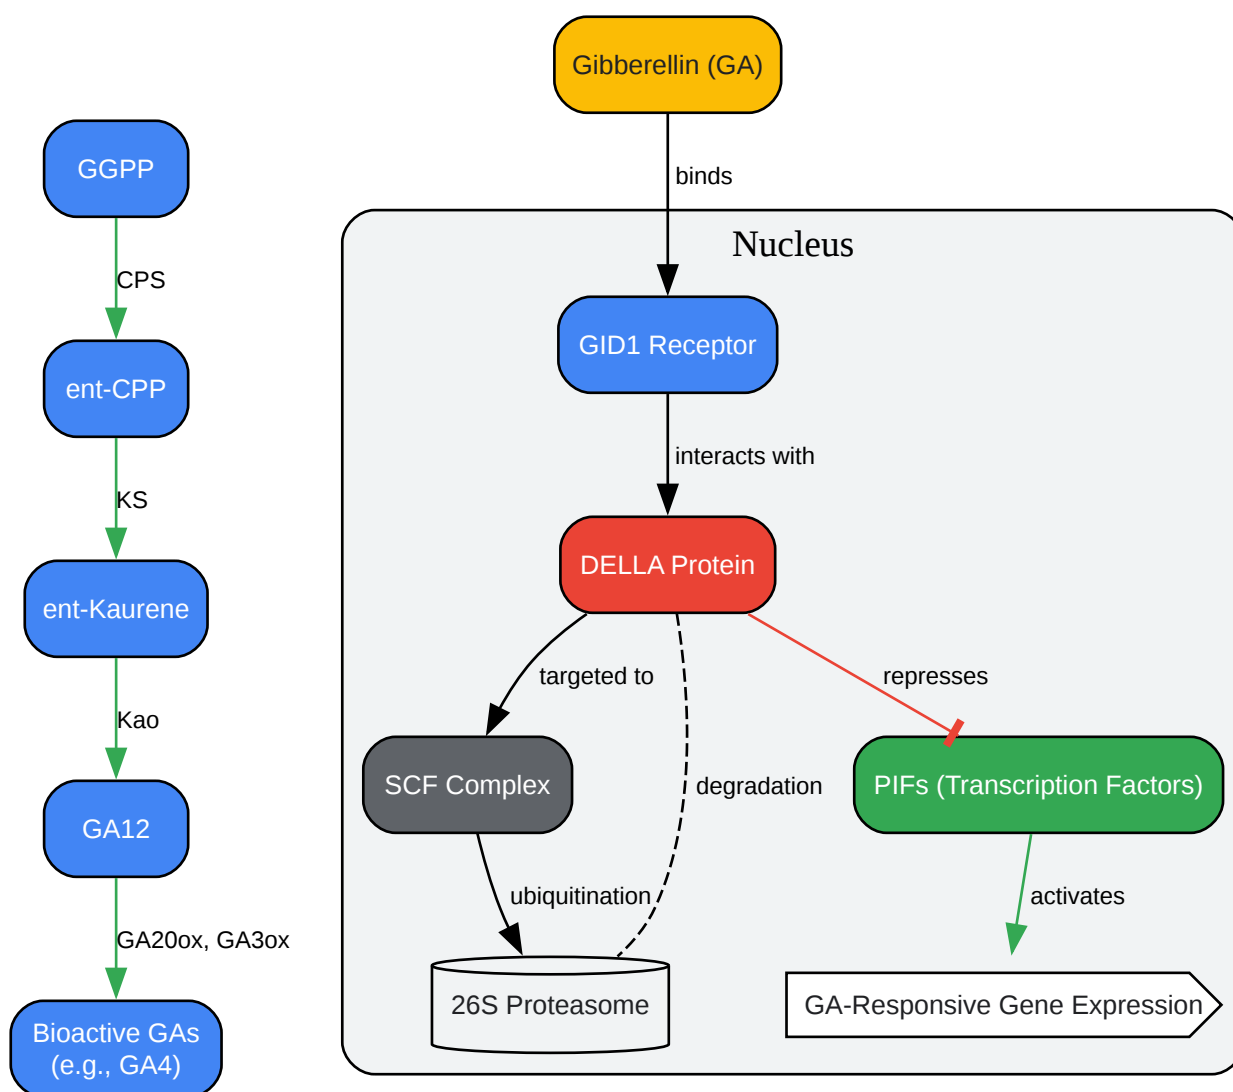 GGPP
CPS
ent-CPP
KS
ent-Kaurene
Kao
GA12
GA20ox, GA3ox
Bioactive GAs
(e.g., GA4)
Gibberellin (GA)
binds
Nucleus
GID1 Receptor
interacts with
DELLA Protein
targeted to
represses
SCF Complex
degradation
PIFs (Transcription Factors)
ubiquitination
activates
26S Proteasome
GA-Responsive Gene Expression